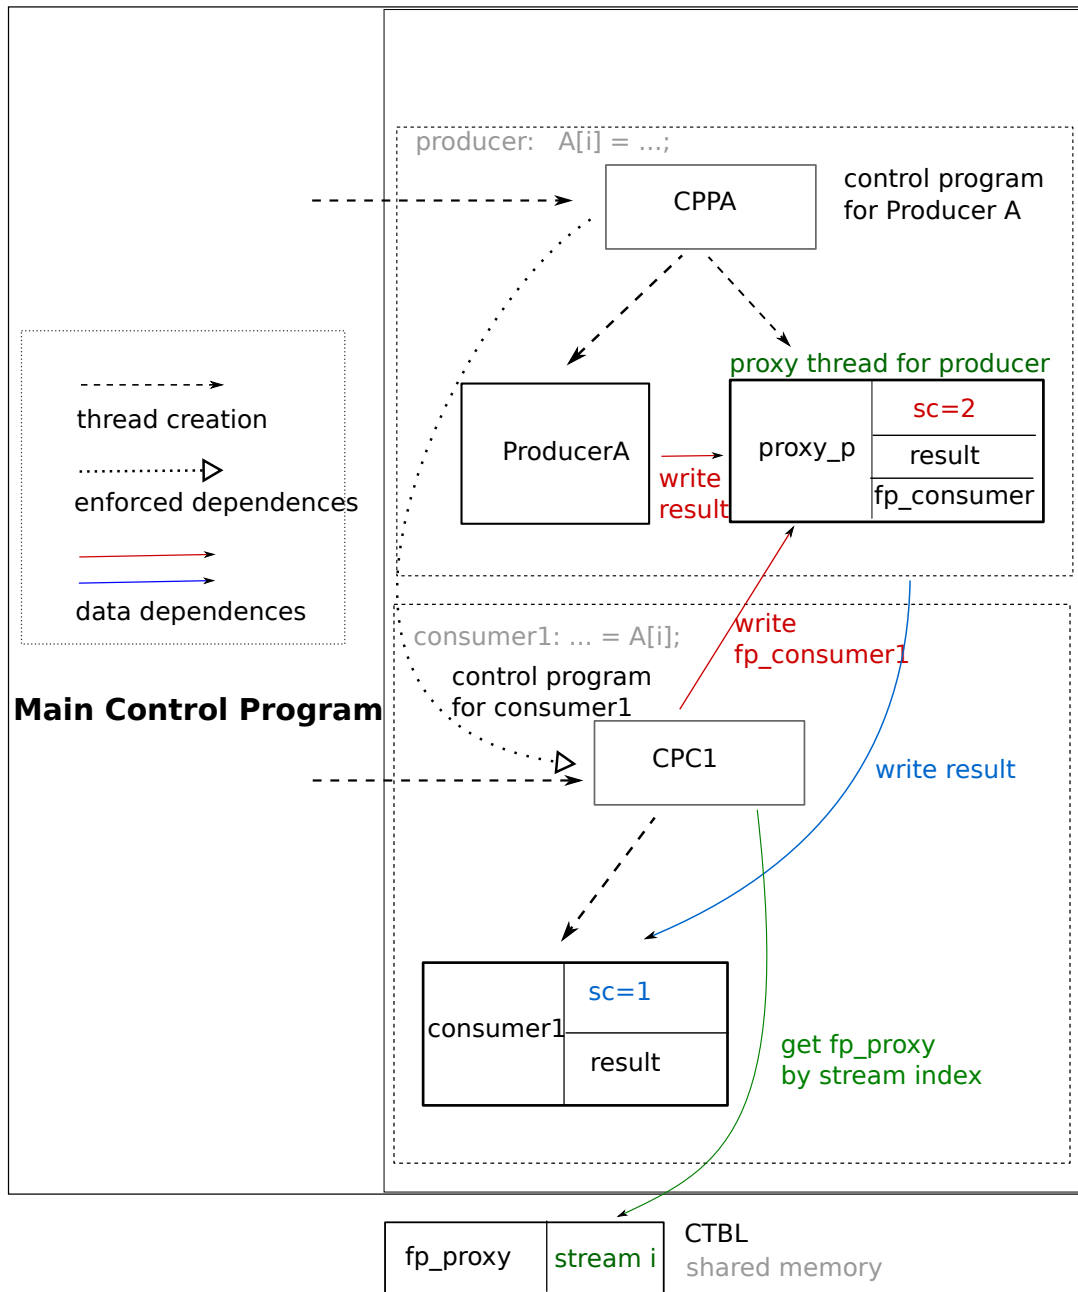 producer:   A[i] = ...;
CPPA
control program
for Producer A
proxy thread for producer
ProducerA
write
result
proxy_p
sc=2
result
fp_consumer
thread creation
enforced dependences
data dependences
Main Control Program
consumer1: ... = A[i];
write
fp_consumer1
control program
for consumer1
CPC1
write result
consumer1
sc=1
result
get fp_proxy
by stream index
fp_proxy
stream i
CTBL
shared memory